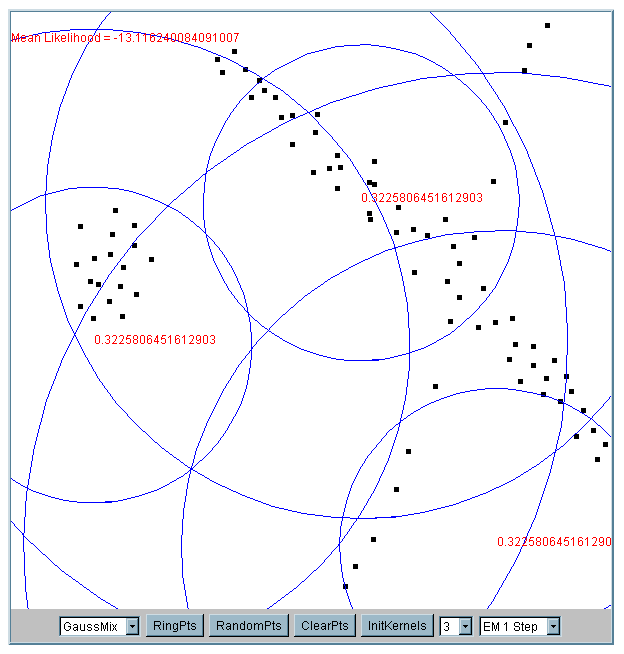 Mean Likelihood = -13.116240084091007
0.3225806451612903
0.3225806451612903
0.322580645161290
GaussMix RingPts RandomPts ClearPts InitKernels 3 EM 1 Step